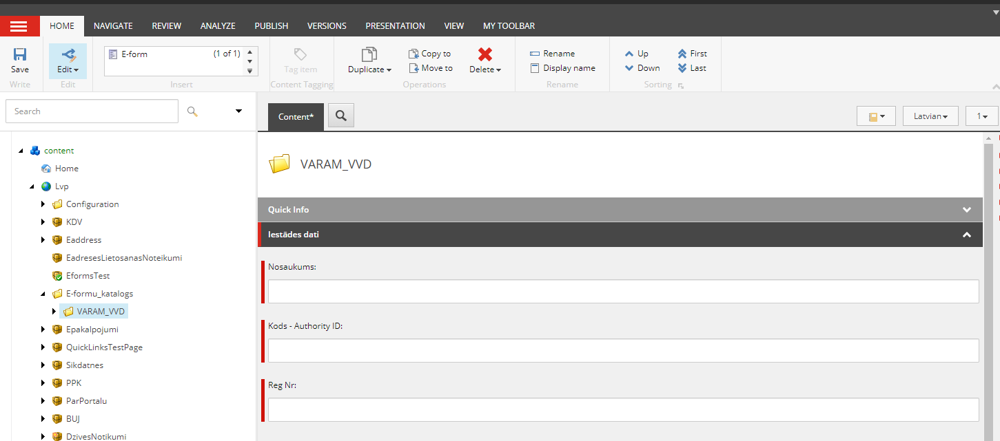 HOME NAVIGATE REVIEW ANALYZE PUBLISH VERSIONS PRESENTATION VIEW MY TOOLBAR
Save
Write
Edit
Edit
E-form (1 of 1)
Insert
Tag item
Content Tagging
Duplicate
Copy to
Move to
Delete
Operations
Rename
Display name
Rename
Up
Down
First
Last
Sorting
Search
content
Home
Lvp
Configuration
KDV
Eaddress
EadresesLietosanasNoteikumi
EformsTest
E-formu_katalogs
VARAM_VVD
Epakalpojumi
QuickLinksTestPage
Sikdatnes
PPK
ParPortalu
BUJ
DzivesNotikumi
Content*
Latvian
1
VARAM_VVD
Quick Info
Iestādes dati
Nosaukums:
Kods - Authority ID:
Reg Nr: